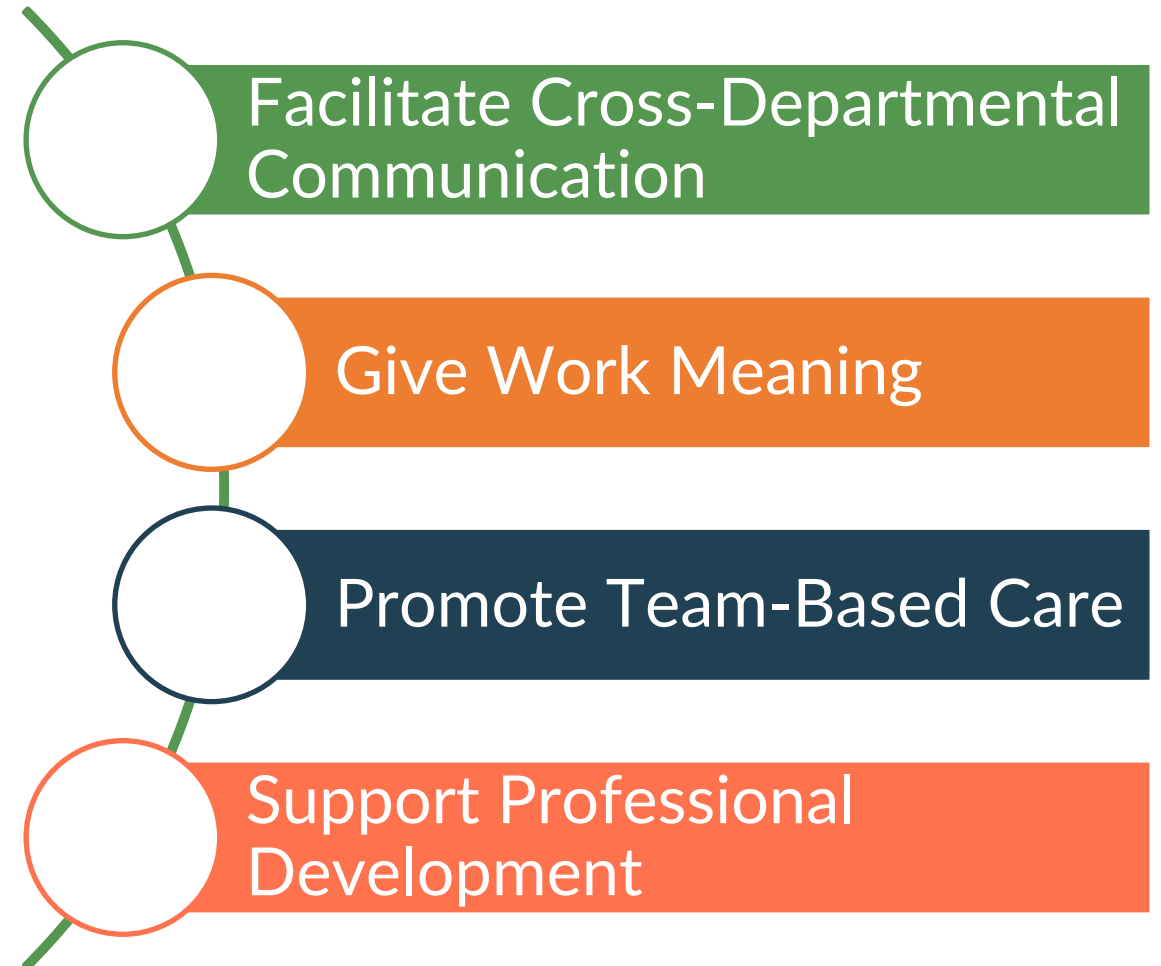 Facilitate Cross-Departmental
Communication
Give Work Meaning
Promote Team-Based Care
Support Professional
Development